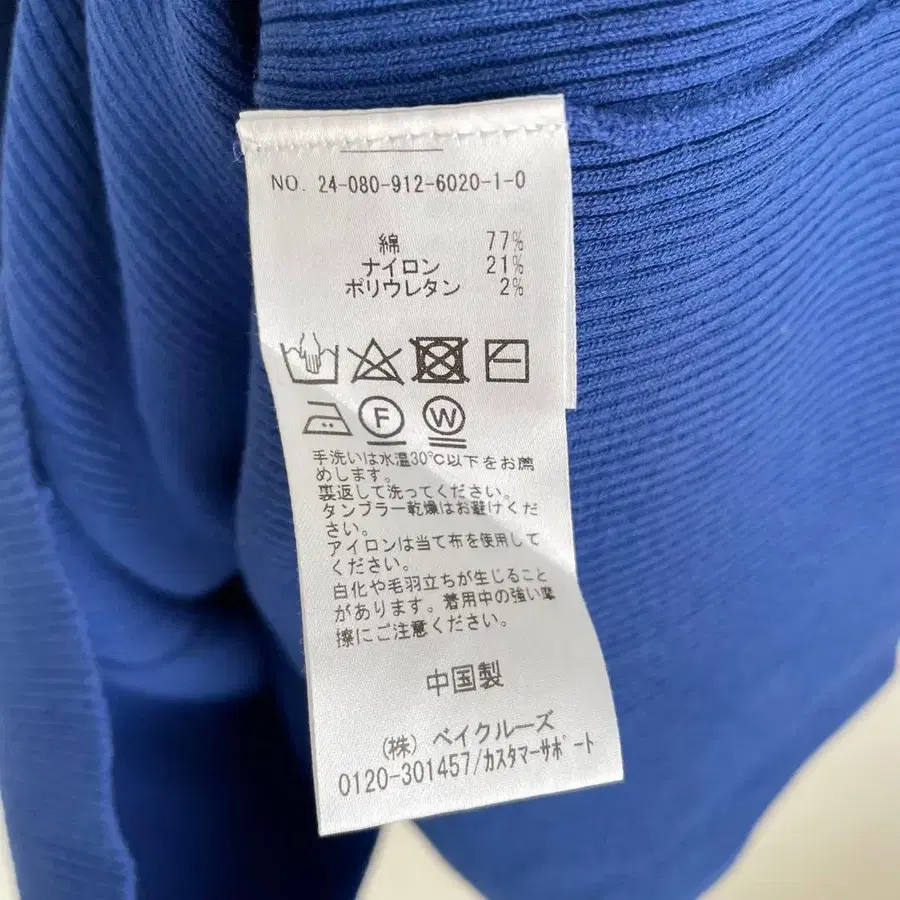 NO. 24-080-912-6020-1-0
綿 77%
ナイロン 21%
ポリウレタン 2%
F W
手洗いは水温30℃以下をお薦
めします。
裏返して洗ってください。
タンブラー乾燥はお避けくだ
さい。
アイロンは当て布を使用して
ください。
白化や毛羽立ちが生じること
があります。着用中の強い摩
擦にご注意ください。
中国製
(株) ベイクルーズ
0120-301457/カスタマーサポート